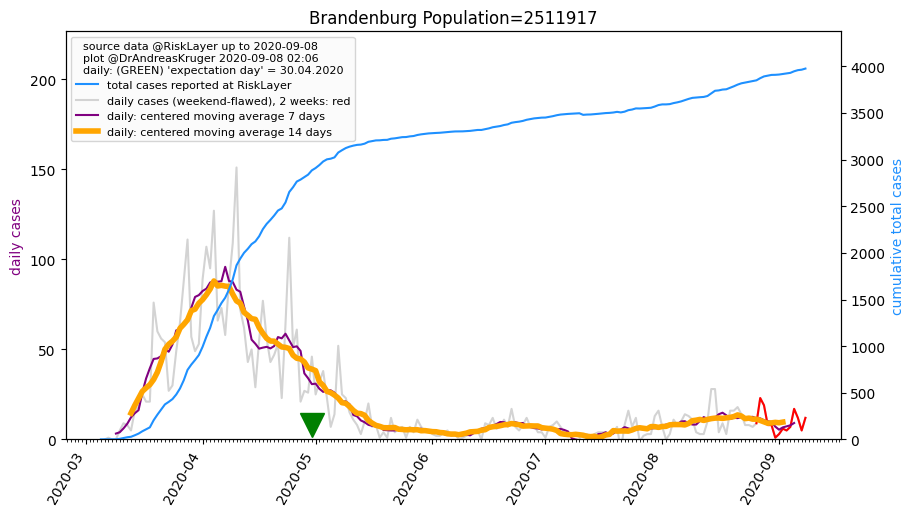 Brandenburg Population=2511917
source data @RiskLayer up to 2020-09-08
plot @DrAndreasKruger 2020-09-08 02:06
daily: (GREEN) 'expectation day' = 30.04.2020
total cases reported at RiskLayer
daily cases (weekend-flawed), 2 weeks: red
daily: centered moving average 7 days
daily: centered moving average 14 days
daily cases
200
150
100
50
0
cumulative total cases
4000
3500
3000
2500
2000
1500
1000
500
0
2020-03
2020-04
2020-05
2020-06
2020-07
2020-08
2020-09